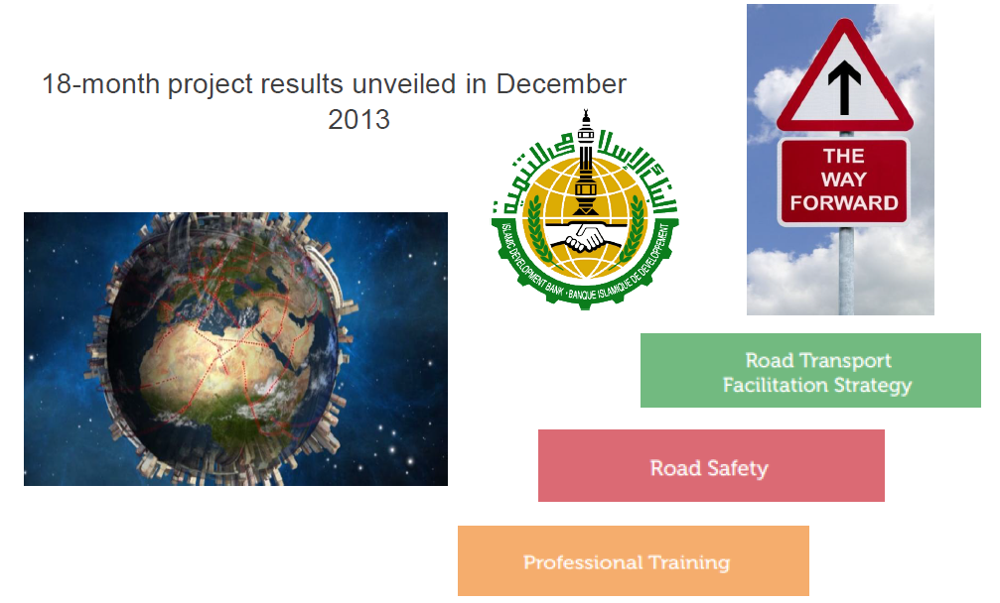 18-month project results unveiled in December
2013
THE
WAY
FORWARD
البنك الإسلامي للتنمية
ISLAMIC DEVELOPMENT BANK • BANQUE ISLAMIQUE DE DEVELOPPEMENT
Road Transport
Facilitation Strategy
Road Safety
Professional Training